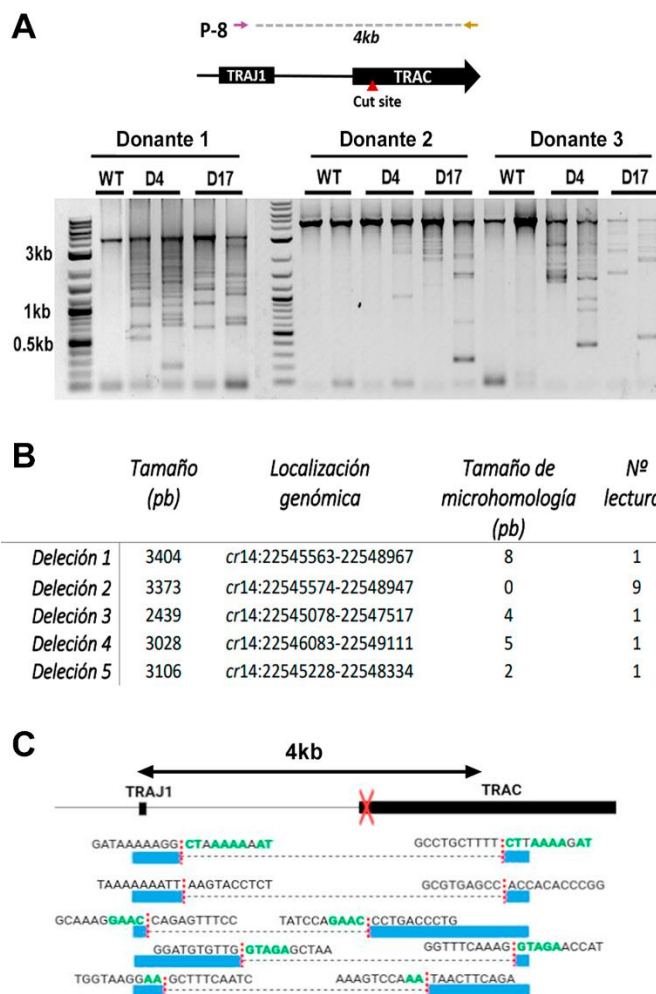 A
P-8
4kb
TRAJ1
TRAC
Cut site
Donante 1
Donante 2
Donante 3
WT
D4
D17
WT
D4
D17
WT
D4
D17
3kb
1kb
0.5kb
B
Tamaño (pb)
Localización genómica
Tamaño de microhomología (pb)
Nº lectura
Deleción 1 3404 cr14:22545563-22548967 8 1
Deleción 2 3373 cr14:22545574-22548947 0 9
Deleción 3 2439 cr14:22545078-22547517 4 1
Deleción 4 3028 cr14:22546083-22549111 5 1
Deleción 5 3106 cr14:22545228-22548334 2 1
C
4kb
TRAJ1
TRAC
GATAAAAAGG CTAAAAAAAT GCCTGCTTTT CTTAAAAGAT
TAAAAAAATT AAGTACCTCT GCGTGAGCC ACCACACCCGG
GCAAAGGAAC CAGAGTTTCC TATCCAGAAC CCTGACCCTG
GGATGTGTTG GTAGAGCTAA GGTTTCAAAG GTAGAACCAT
TGGTAAGGAA GCTTTCAATC AAAGTCCAAA TAACTTCAGA